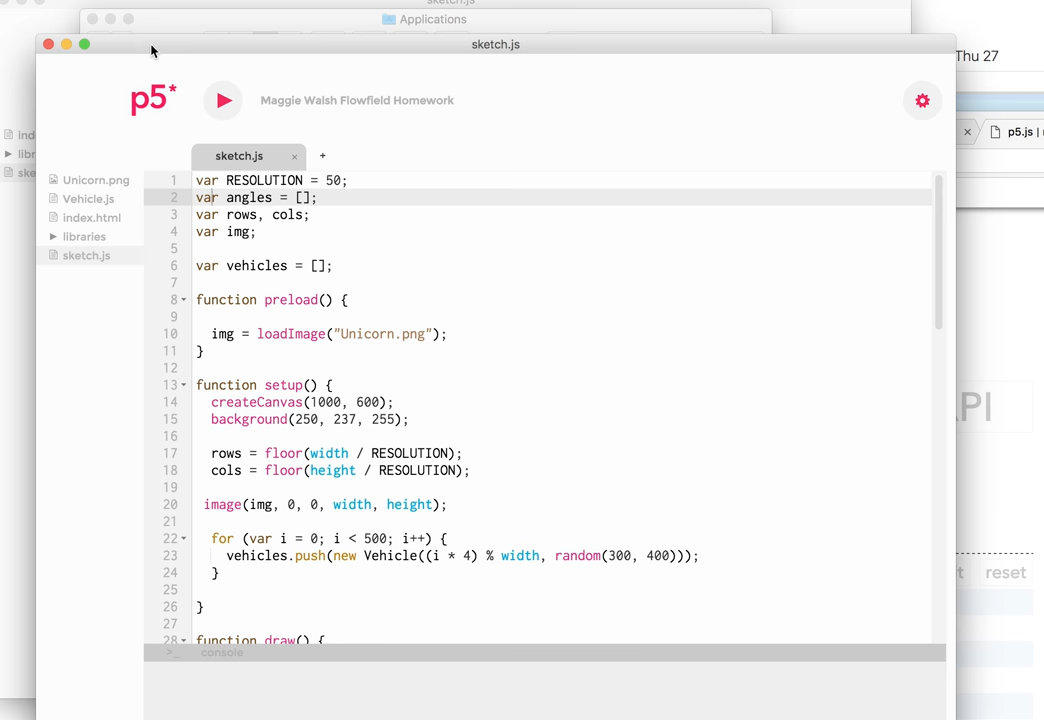 sketch.js
Applications
sketch.js
Thu 27
p5*
Maggie Walsh Flowfield Homework
p5.js |
ind
libr
ske
sketch.js × +
Unicorn.png
Vehicle.js
index.html
libraries
sketch.js
1 var RESOLUTION = 50;
2 var angles = [];
3 var rows, cols;
4 var img;
5
6 var vehicles = [];
7
8 function preload() {
9
10 img = loadImage("Unicorn.png");
11 }
12
13 function setup() {
14 createCanvas(1000, 600);
15 background(250, 237, 255);
16
17 rows = floor(width / RESOLUTION);
18 cols = floor(height / RESOLUTION);
19
20 image(img, 0, 0, width, height);
21
22 for (var i = 0; i < 500; i++) {
23 vehicles.push(new Vehicle((i * 4) % width, random(300, 400)));
24 }
25
26 }
27
28 function draw() {
PI
t reset
>_ console